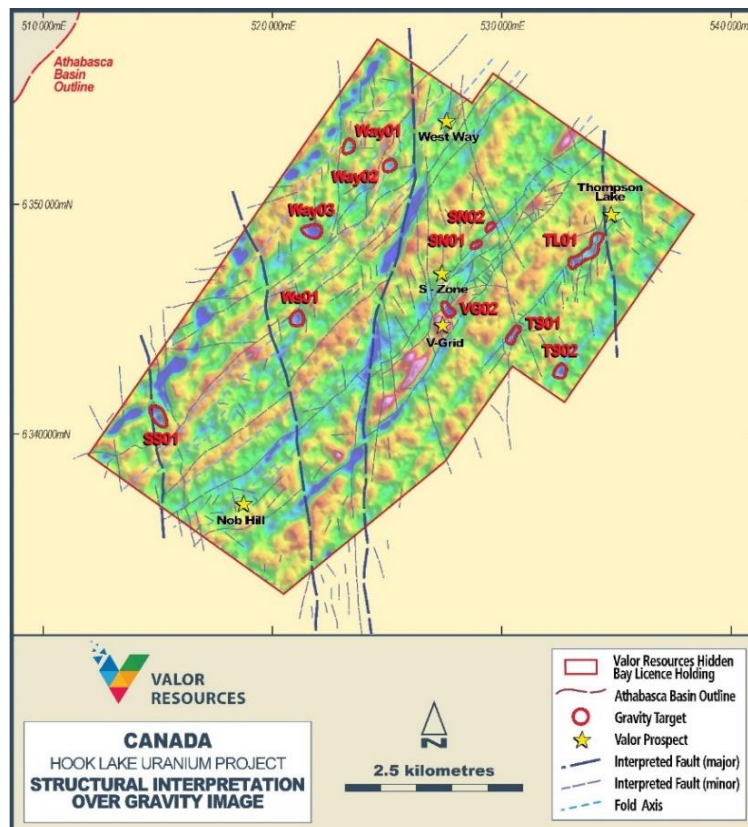 510 000mE
520 000mE
530 000mE
540 000mE
Athabasca
Basin
Outline
Way01
West Way
Way02
6 350 000mN
Thompson
Lake
Way03
SN02
SN01
TL01
S - Zone
Ws01
VG02
V-Grid
TS01
TS02
6 340 000mN
SS01
Nob Hill
VALOR
RESOURCES
CANADA
HOOK LAKE URANIUM PROJECT
STRUCTURAL INTERPRETATION
OVER GRAVITY IMAGE
N
2.5 kilometres
Valor Resources Hidden
Bay Licence Holding
Athabasca Basin Outline
Gravity Target
Valor Prospect
Interpreted Fault (major)
Interpreted Fault (minor)
Fold Axis